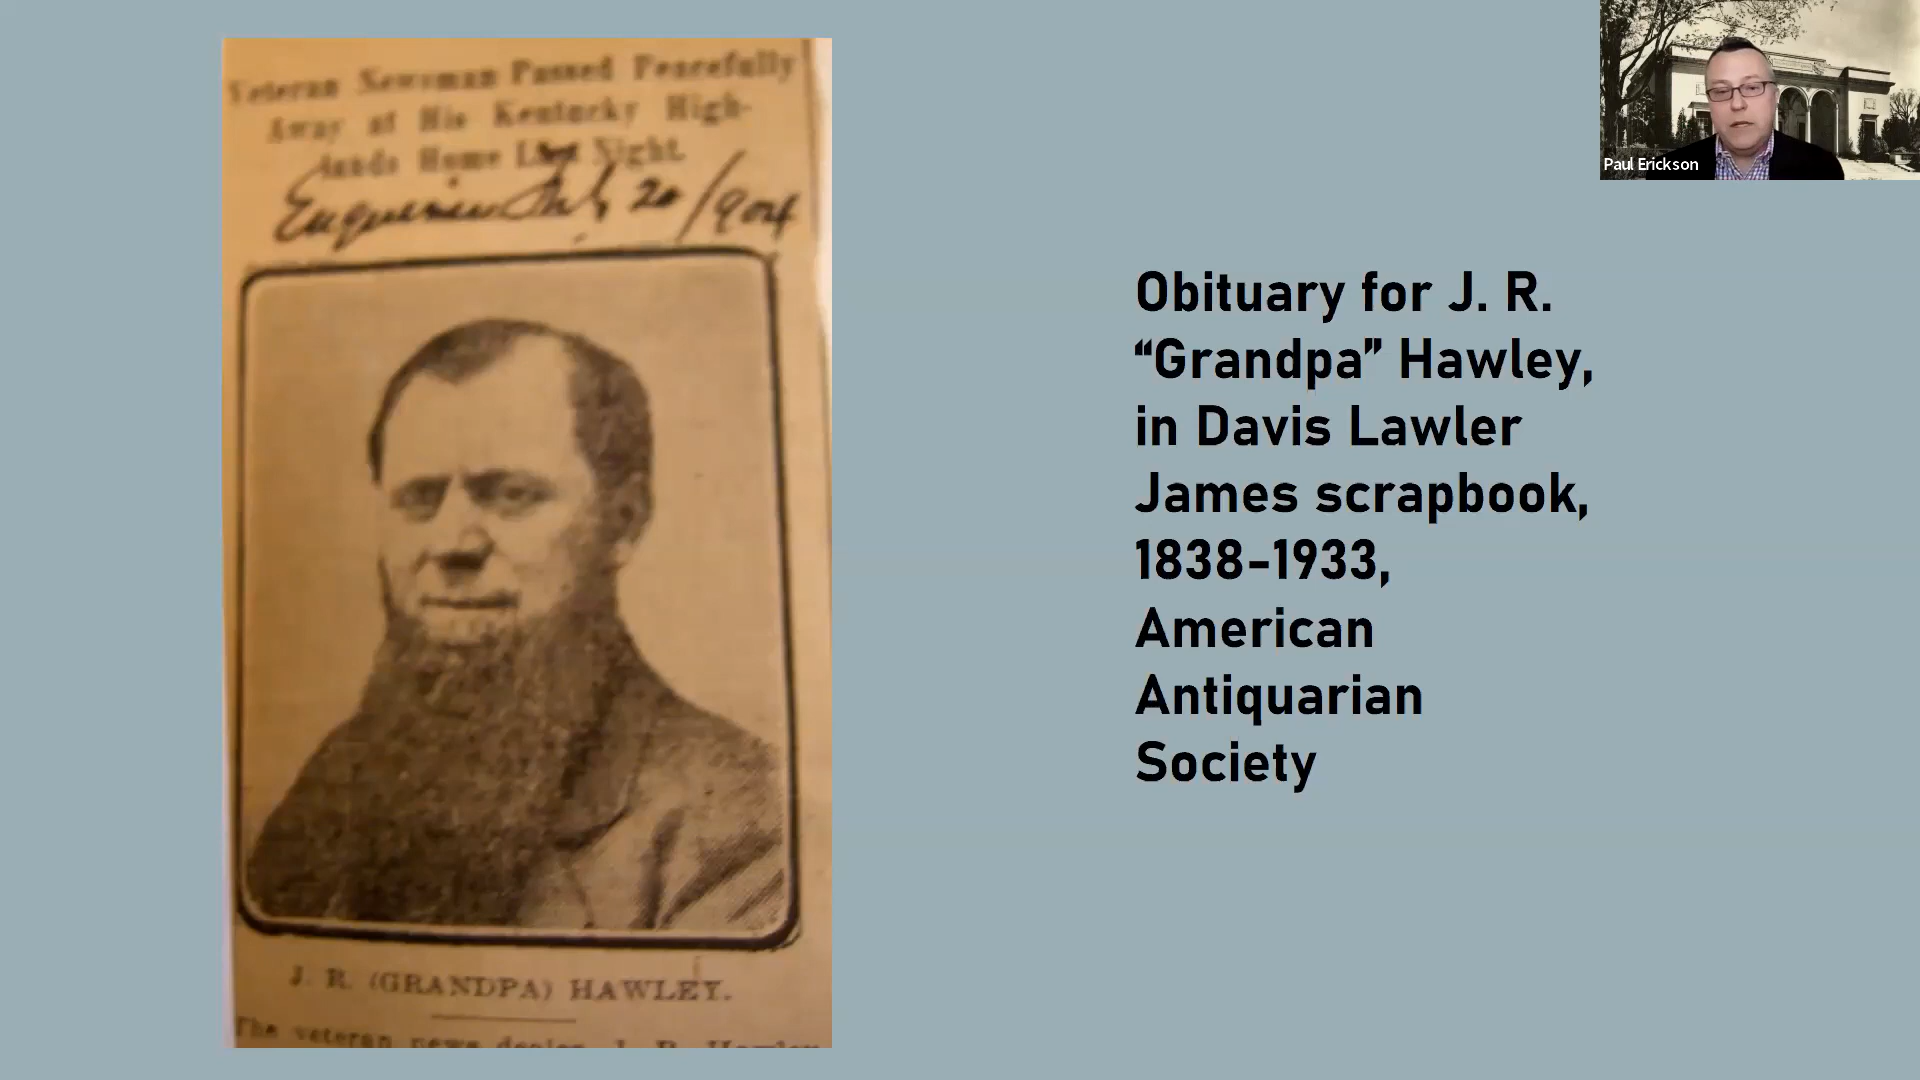 Veteran Newsman Passed Peacefully
Away at His Kentucky High-
lands Home Last Night.
Enquirer Feb 20/904
J. R. (GRANDPA) HAWLEY.
The veteran news dealer, J. R. Hawley
Obituary for J. R.
“Grandpa” Hawley,
in Davis Lawler
James scrapbook,
1838-1933,
American
Antiquarian
Society
Paul Erickson